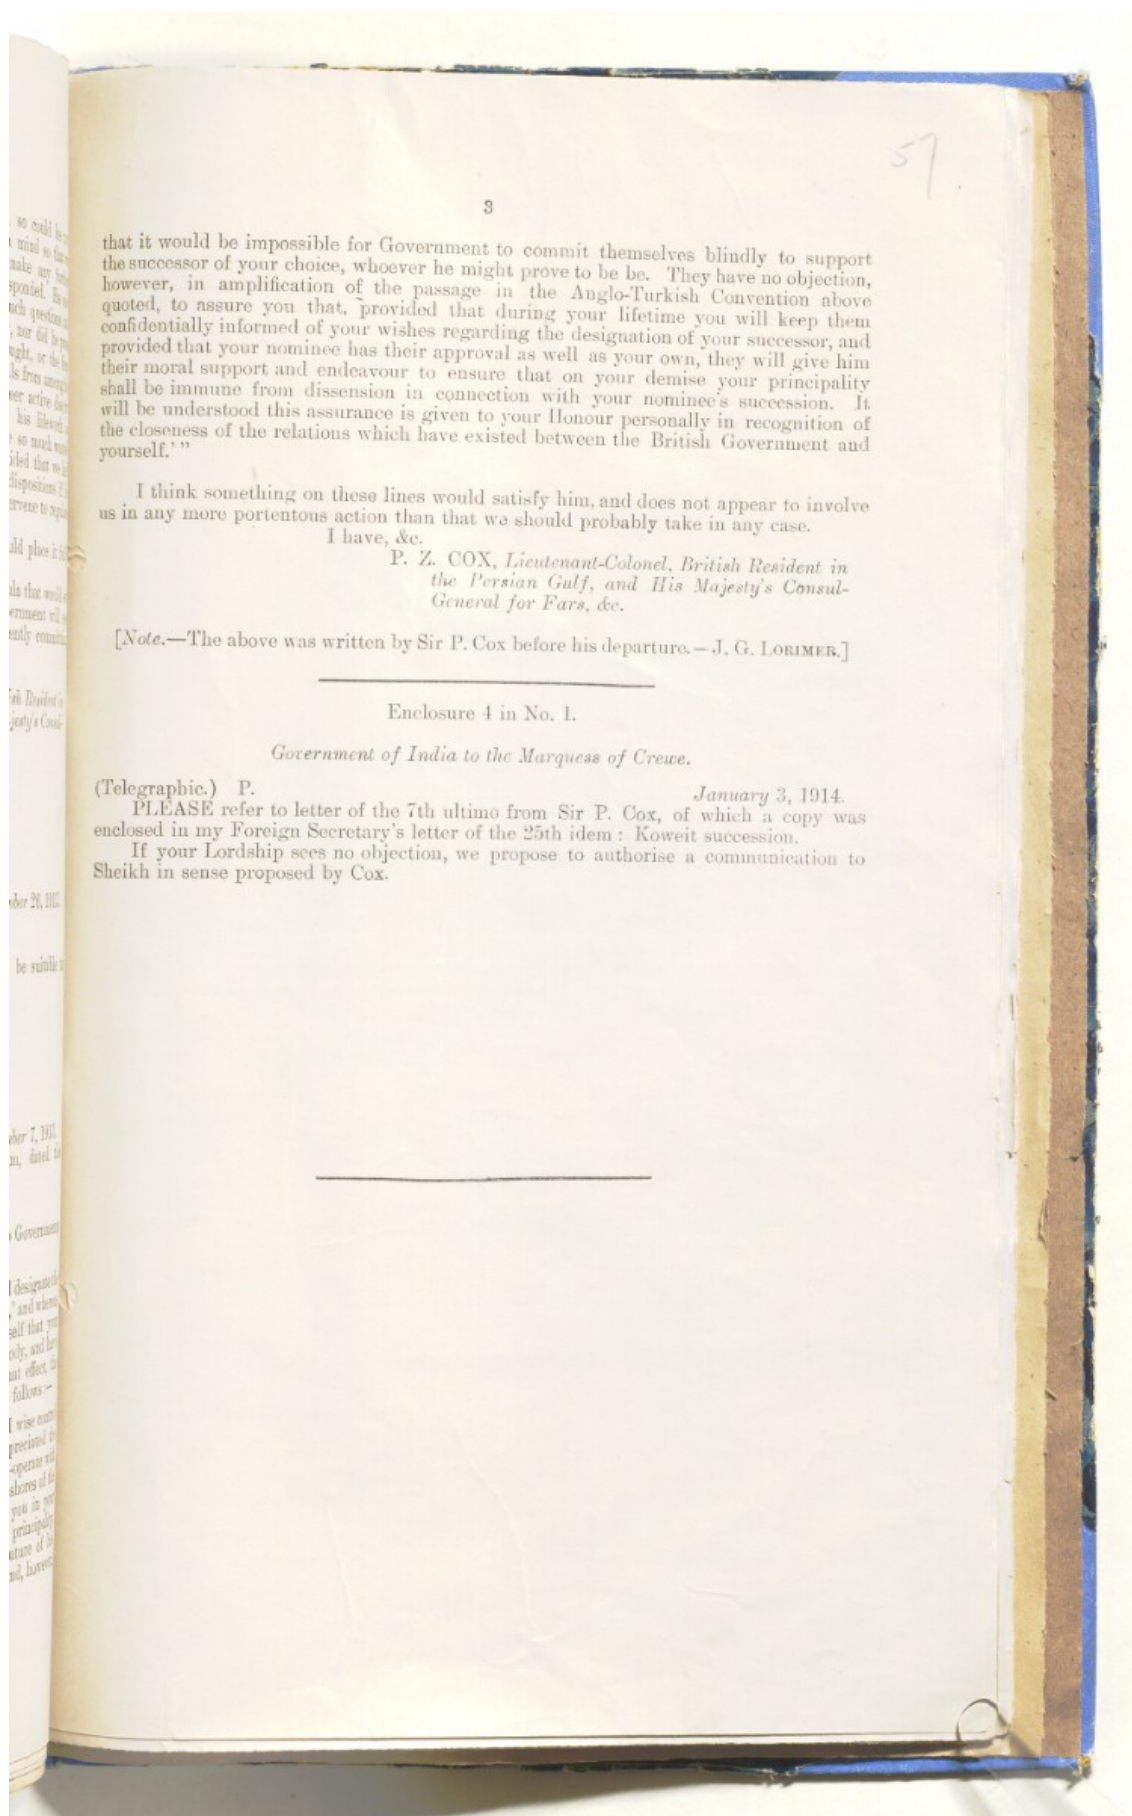 57
3
that it would be impossible for Government to commit themselves blindly to support
the successor of your choice, whoever he might prove to be be. They have no objection,
however, in amplification of the passage in the Anglo-Turkish Convention above
quoted, to assure you that, provided that during your lifetime you will keep them
confidentially informed of your wishes regarding the designation of your successor, and
provided that your nominee has their approval as well as your own, they will give him
their moral support and endeavour to ensure that on your demise your principality
shall be immune from dissension in connection with your nominee's succession. It
will be understood this assurance is given to your Honour personally in recognition of
the closeness of the relations which have existed between the British Government and
yourself.' "
I think something on these lines would satisfy him, and does not appear to involve
us in any more portentous action than that we should probably take in any case.
I have, &c.
P. Z. COX, Lieutenant-Colonel, British Resident in
the Persian Gulf, and His Majesty's Consul-
General for Fars, &c.
[Note.—The above was written by Sir P. Cox before his departure.—J. G. LORIMER.]
Enclosure 4 in No. 1.
Government of India to the Marquess of Crewe.
(Telegraphic.) P. January 3, 1914.
PLEASE refer to letter of the 7th ultimo from Sir P. Cox, of which a copy was
enclosed in my Foreign Secretary's letter of the 25th idem : Koweit succession.
If your Lordship sees no objection, we propose to authorise a communication to
Sheikh in sense proposed by Cox.